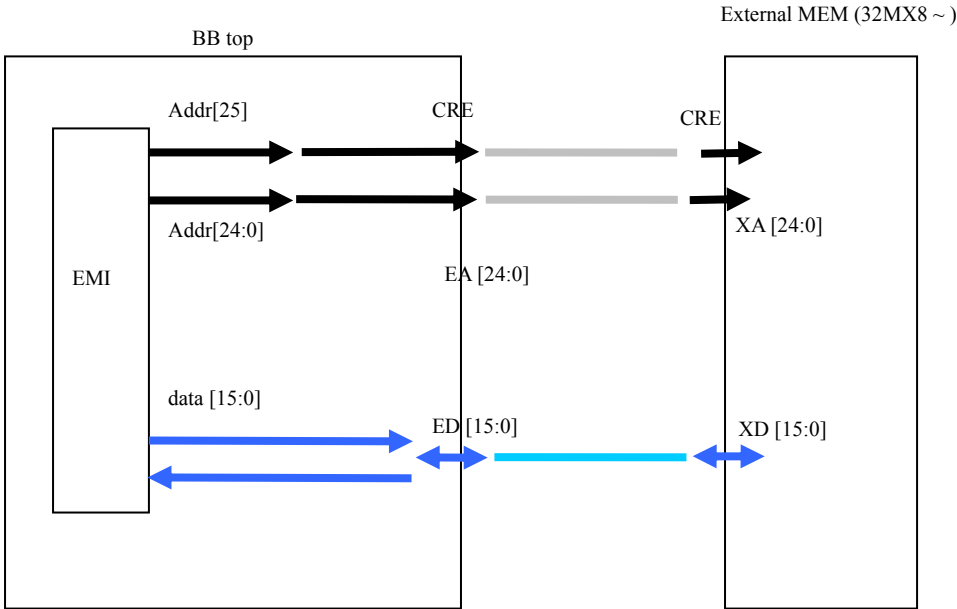 External MEM (32MX8 ~ )
BB top
Addr[25]
CRE
CRE
Addr[24:0]
XA [24:0]
EMI
EA [24:0]
data [15:0]
ED [15:0]
XD [15:0]